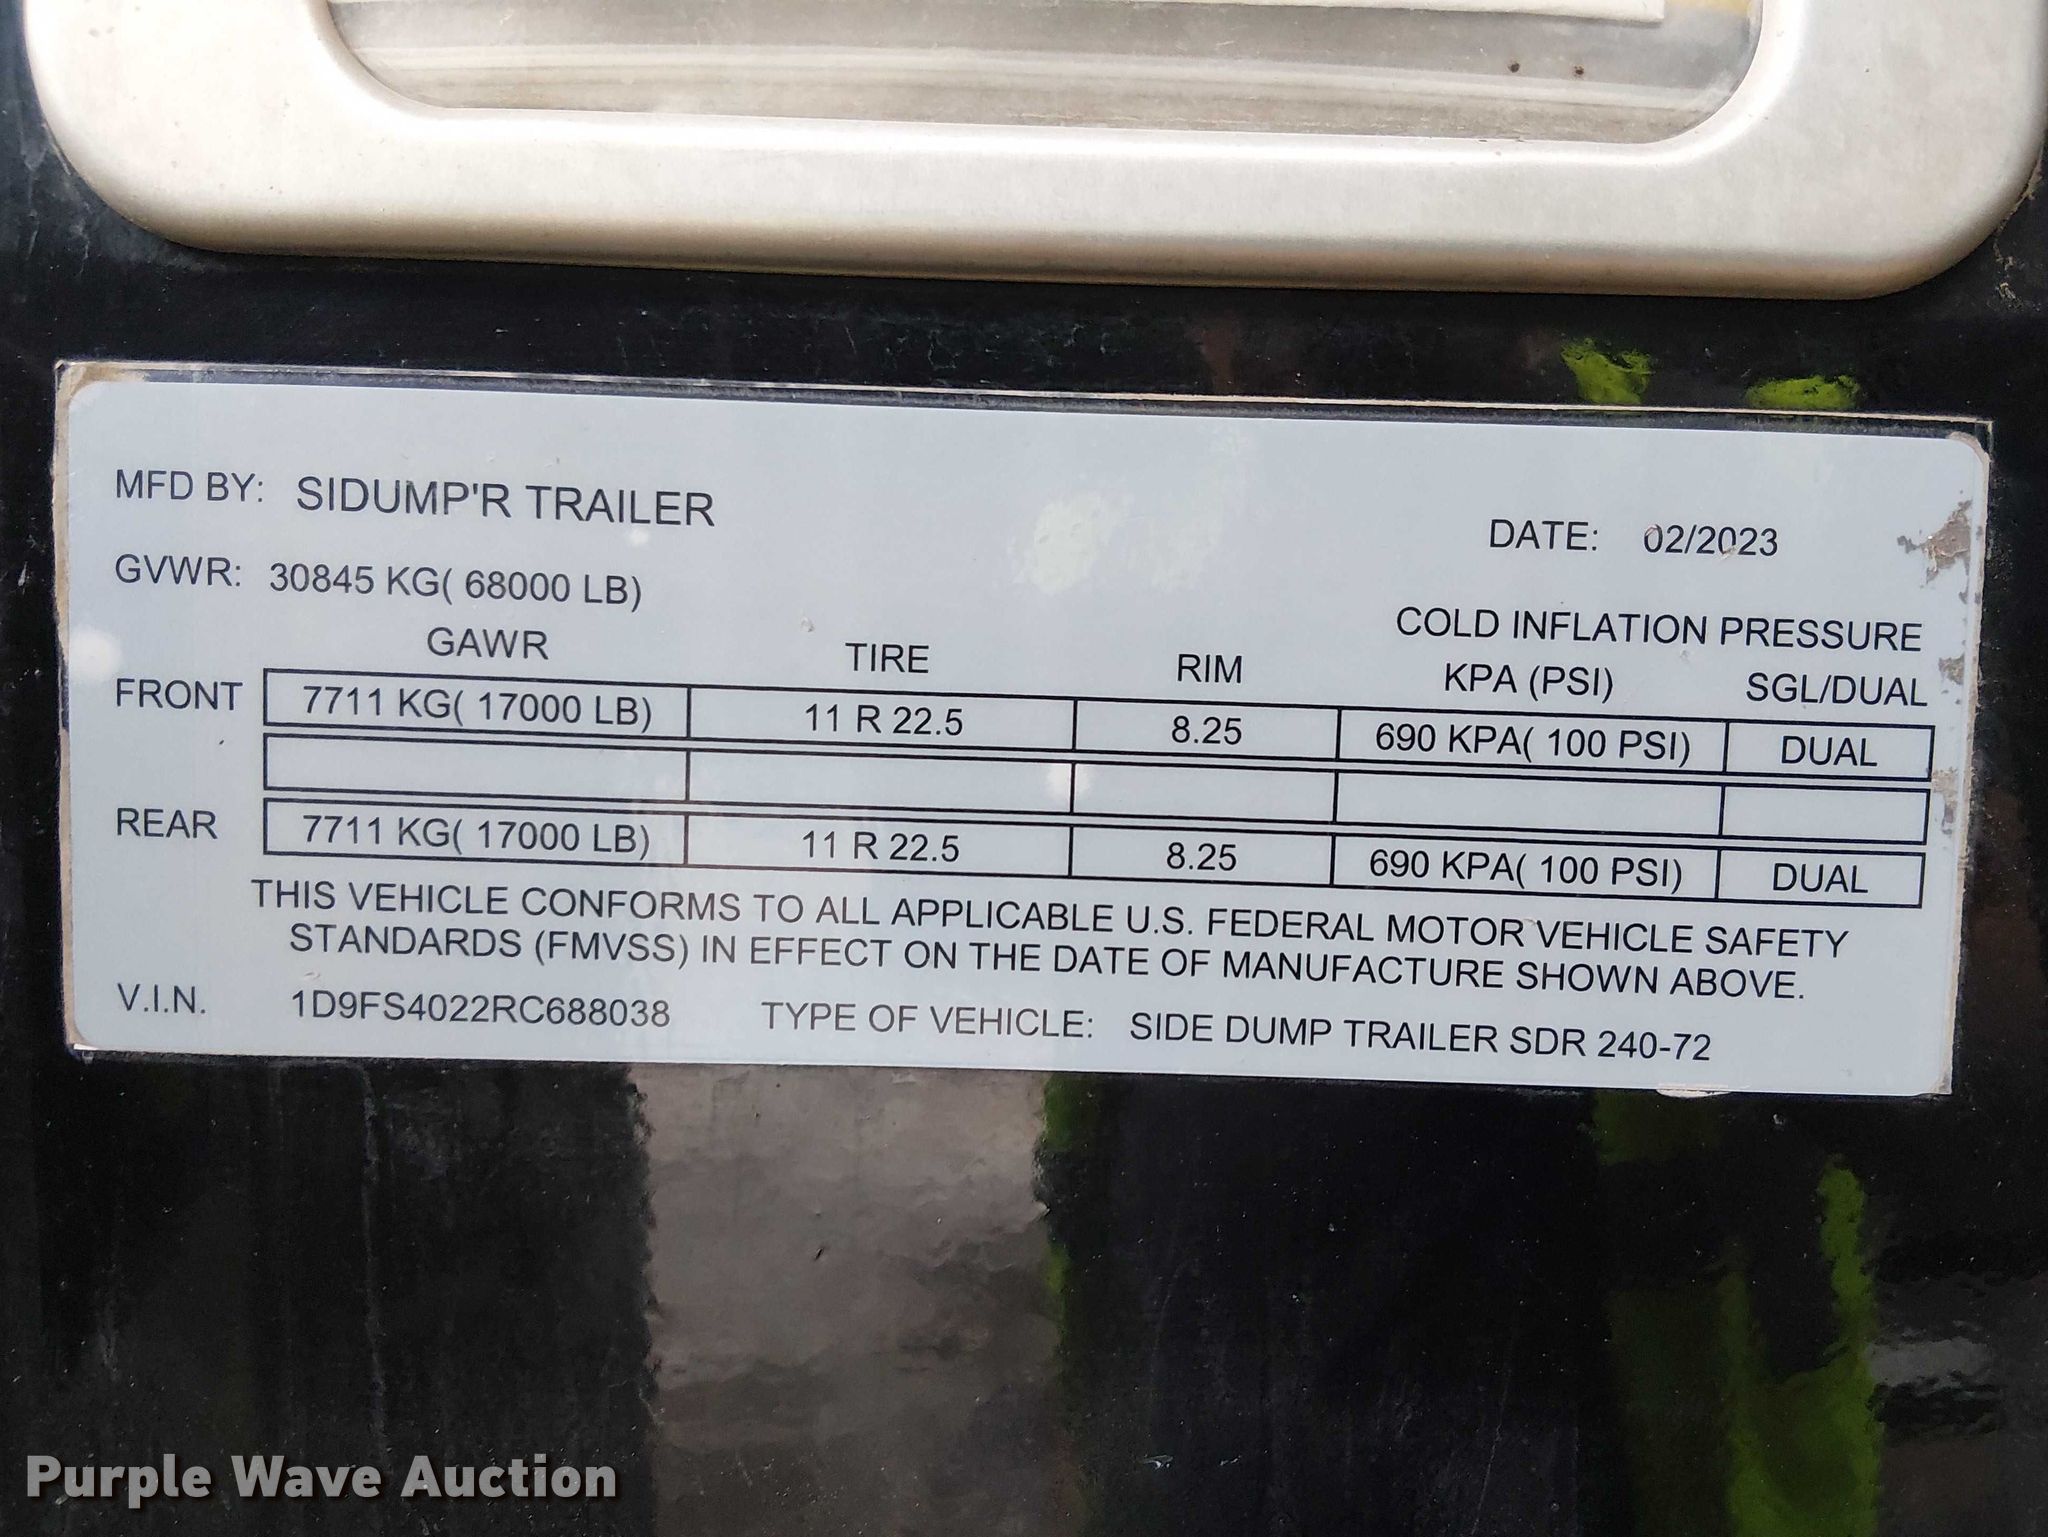 MFD BY: SIDUMP'R TRAILER
DATE: 02/2023
GVWR: 30845 KG( 68000 LB)
COLD INFLATION PRESSURE
GAWR TIRE RIM KPA (PSI) SGL/DUAL
FRONT 7711 KG( 17000 LB) 11 R 22.5 8.25 690 KPA( 100 PSI) DUAL
REAR 7711 KG( 17000 LB) 11 R 22.5 8.25 690 KPA( 100 PSI) DUAL
THIS VEHICLE CONFORMS TO ALL APPLICABLE U.S. FEDERAL MOTOR VEHICLE SAFETY
STANDARDS (FMVSS) IN EFFECT ON THE DATE OF MANUFACTURE SHOWN ABOVE.
V.I.N. 1D9FS4022RC688038 TYPE OF VEHICLE: SIDE DUMP TRAILER SDR 240-72
Purple Wave Auction